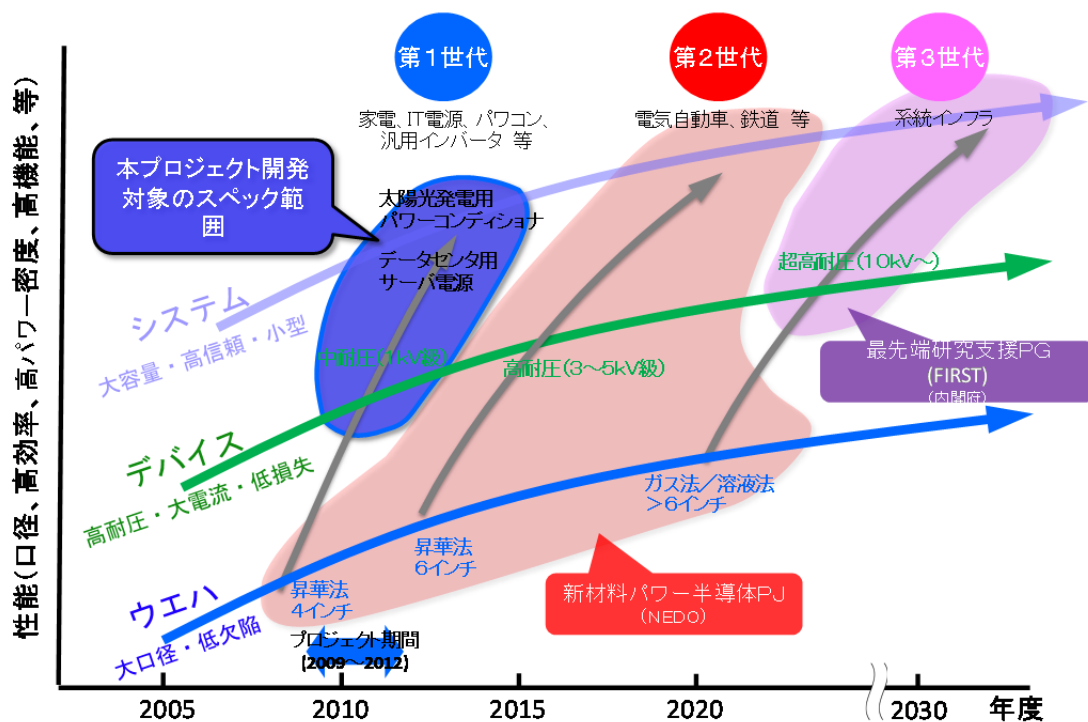 第1世代
第2世代
第3世代
家電、IT電源、パワコン、
汎用インバータ 等
電気自動車、鉄道 等
系統インフラ
本プロジェクト開発
対象のスペック範
囲
太陽光発電用
パワーコンディショナ
データセンタ用
サーバ電源
システム
大容量・高信頼・小型
中耐圧(1kV級)
高耐圧(3～5kV級)
超高耐圧(10kV～)
最先端研究支援PG
(FIRST)
(内閣府)
デバイス
高耐圧・大電流・低損失
ガス法／溶液法
＞6インチ
昇華法
6インチ
昇華法
4インチ
新材料パワー半導体PJ
(NEDO)
ウエハ
大口径・低欠陥
プロジェクト期間
(2009～2012)
性能(口径、高効率、高パワー密度、高機能、等)
2005
2010
2015
2020
2030
年度